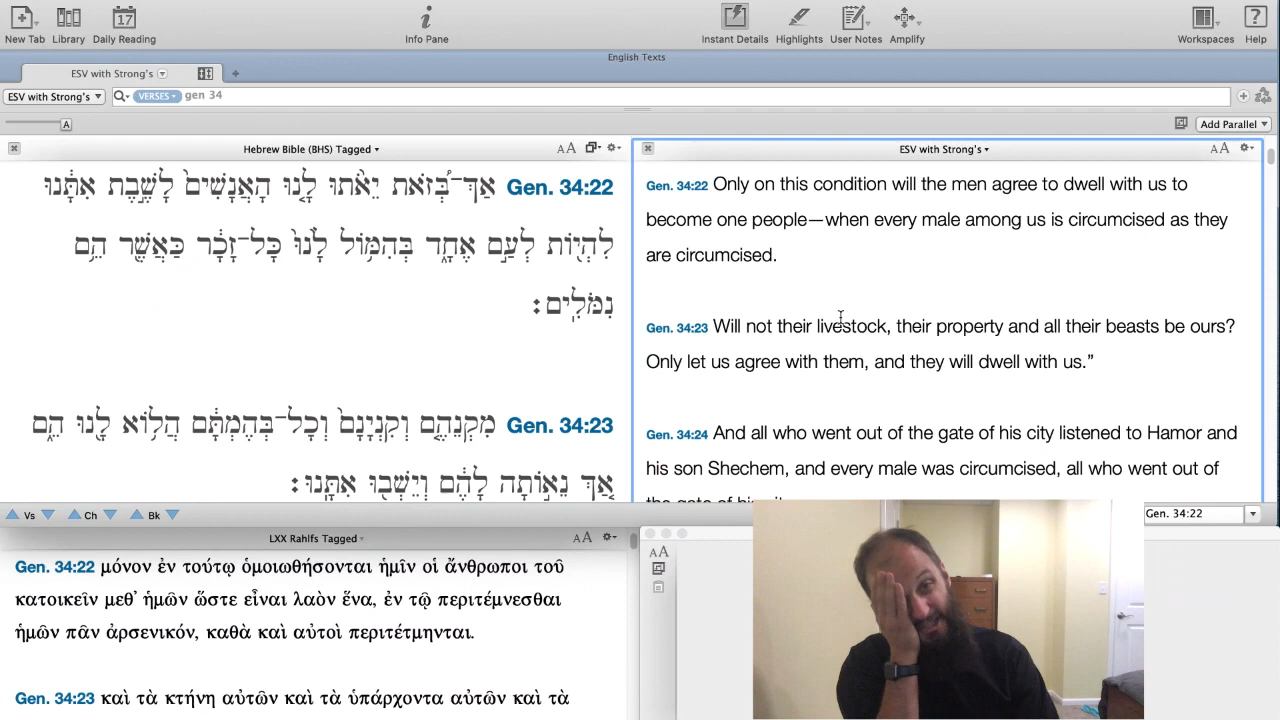 New Tab
Library
Daily Reading
17
Info Pane
Instant Details
Highlights
User Notes
Amplify
Workspaces
Help
English Texts
ESV with Strong's
ESV with Strong's
VERSES
gen 34
A
Add Parallel
Hebrew Bible (BHS) Tagged
AA
Gen. 34:22 אַךְ־בְּ֠זֹאת יֵאֹ֨תוּ לָ֤נוּ הָאֲנָשִׁים֙ לָשֶׁ֣בֶת אִתָּ֔נוּ
לִהְי֖וֹת לְעַ֣ם אֶחָ֑ד בְּהִמּ֥וֹל לָ֙נוּ֙ כָּל־זָכָ֔ר כַּאֲשֶׁ֖ר הֵ֥ם
נִמֹּלִֽים׃
Gen. 34:23 מִקְנֵהֶ֤ם וְקִנְיָנָם֙ וְכָל־בְּהֶמְתָּ֔ם הֲל֥וֹא לָ֖נוּ הֵ֑ם
אַ֚ךְ נֵא֣וֹתָה לָהֶ֔ם וְיֵשְׁב֖וּ אִתָּֽנוּ׃
ESV with Strong's
AA
Gen. 34:22 Only on this condition will the men agree to dwell with us to
become one people—when every male among us is circumcised as they
are circumcised.
Gen. 34:23 Will not their livestock, their property and all their beasts be ours?
Only let us agree with them, and they will dwell with us.”
Gen. 34:24 And all who went out of the gate of his city listened to Hamor and
his son Shechem, and every male was circumcised, all who went out of
Vs
Ch
Bk
Gen. 34:22
LXX Rahlfs Tagged
AA
Gen. 34:22 μόνον ἐν τούτῳ ὁμοιωθήσονται ἡμῖν οἱ ἄνθρωποι τοῦ
κατοικεῖν μεθ᾽ ἡμῶν ὥστε εἶναι λαὸν ἕνα, ἐν τῷ περιτέμνεσθαι
ἡμῶν πᾶν ἀρσενικόν, καθὰ καὶ αὐτοὶ περιτέτμηνται.
Gen. 34:23 καὶ τὰ κτήνη αὐτῶν καὶ τὰ ὑπάρχοντα αὐτῶν καὶ τὰ
AA